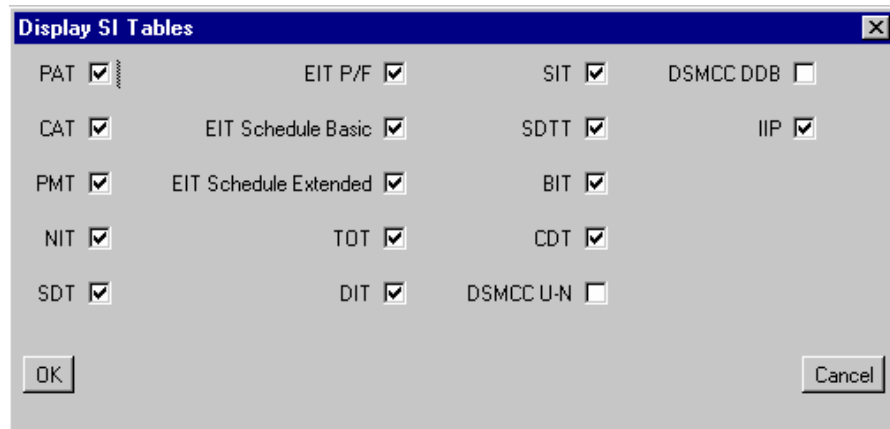 Display SI Tables
PAT EIT P/F SIT DSMCC DDB
CAT EIT Schedule Basic SDTT IIP
PMT EIT Schedule Extended BIT
NIT TOT CDT
SDT DIT DSMCC U-N
OK Cancel